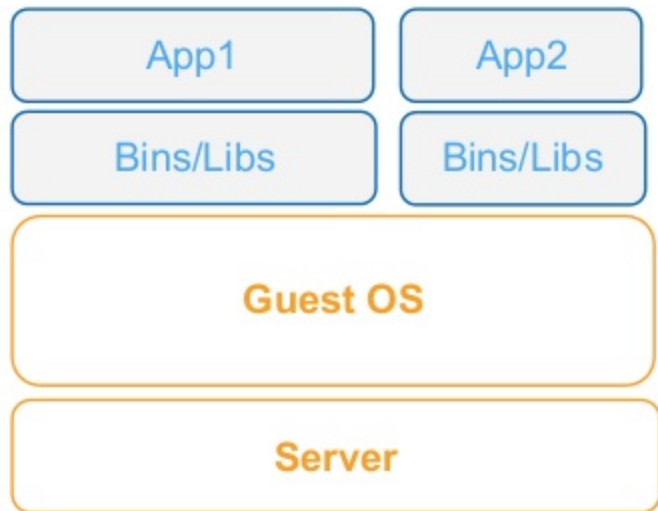 App1
App2
Bins/Libs
Bins/Libs
Guest OS
Server